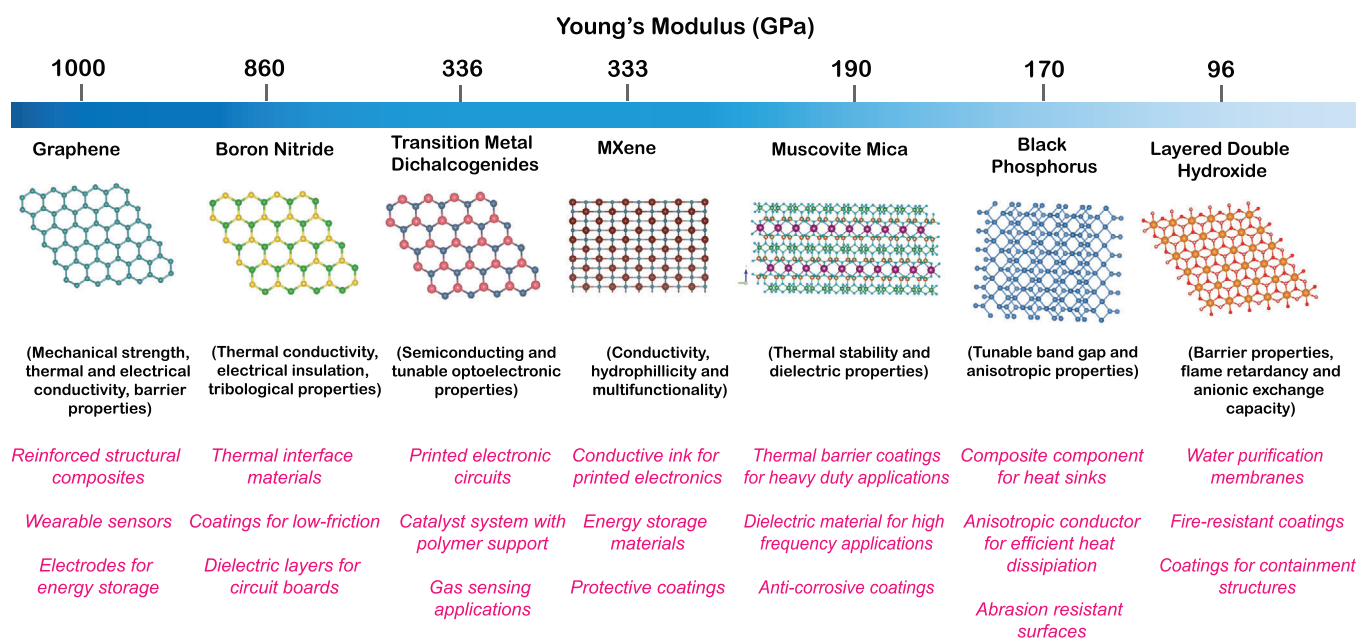 Young's Modulus (GPa)
1000
860
336
333
190
170
96
Graphene
Boron Nitride
Transition Metal
Dichalcogenides
MXene
Muscovite Mica
Black
Phosphorus
Layered Double
Hydroxide
(Mechanical strength,
thermal and electrical
conductivity, barrier
properties)
(Thermal conductivity,
electrical insulation,
tribological properties)
(Semiconducting and
tunable optoelectronic
properties)
(Conductivity,
hydrophillicity and
multifunctionality)
(Thermal stability and
dielectric properties)
(Tunable band gap and
anisotropic properties)
(Barrier properties,
flame retardancy and
anionic exchange
capacity)
Reinforced structural
composites
Wearable sensors
Electrodes for
energy storage
Thermal interface
materials
Coatings for low-friction
Dielectric layers for
circuit boards
Printed electronic
circuits
Catalyst system with
polymer support
Gas sensing
applications
Conductive ink for
printed electronics
Energy storage
materials
Protective coatings
Thermal barrier coatings
for heavy duty applications
Dielectric material for high
frequency applications
Anti-corrosive coatings
Composite component
for heat sinks
Anisotropic conductor
for efficient heat
dissipiation
Abrasion resistant
surfaces
Water purification
membranes
Fire-resistant coatings
Coatings for containment
structures